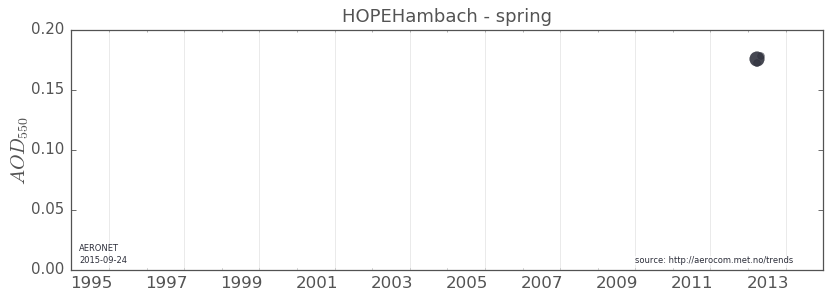 HOPEHambach - spring
0.20
0.15
0.10
0.05
0.00
AOD550
AERONET
2015-09-24
source: http://aerocom.met.no/trends
1995 1997 1999 2001 2003 2005 2007 2009 2011 2013